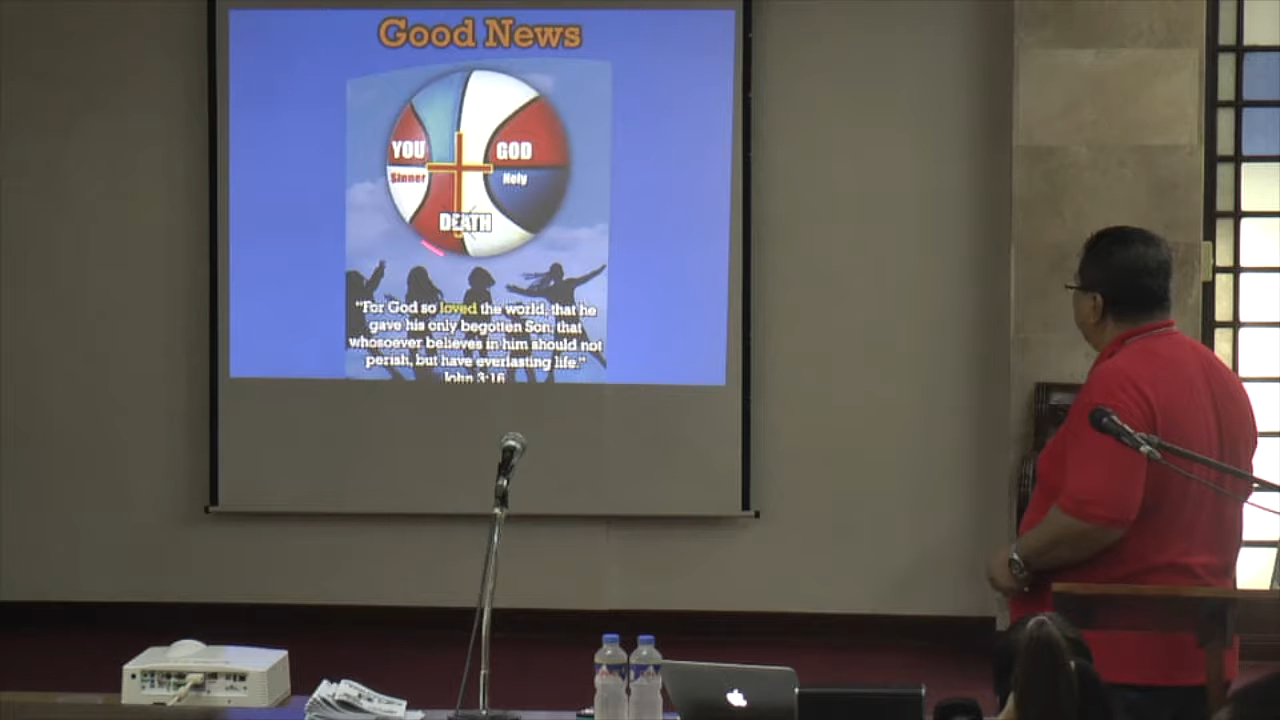 Good News
YOU
GOD
Sinner
Holy
DEATH
"For God so loved the world, that he
gave his only begotten Son, that
whosoever believes in him should not
perish, but have everlasting life."
John 3:16